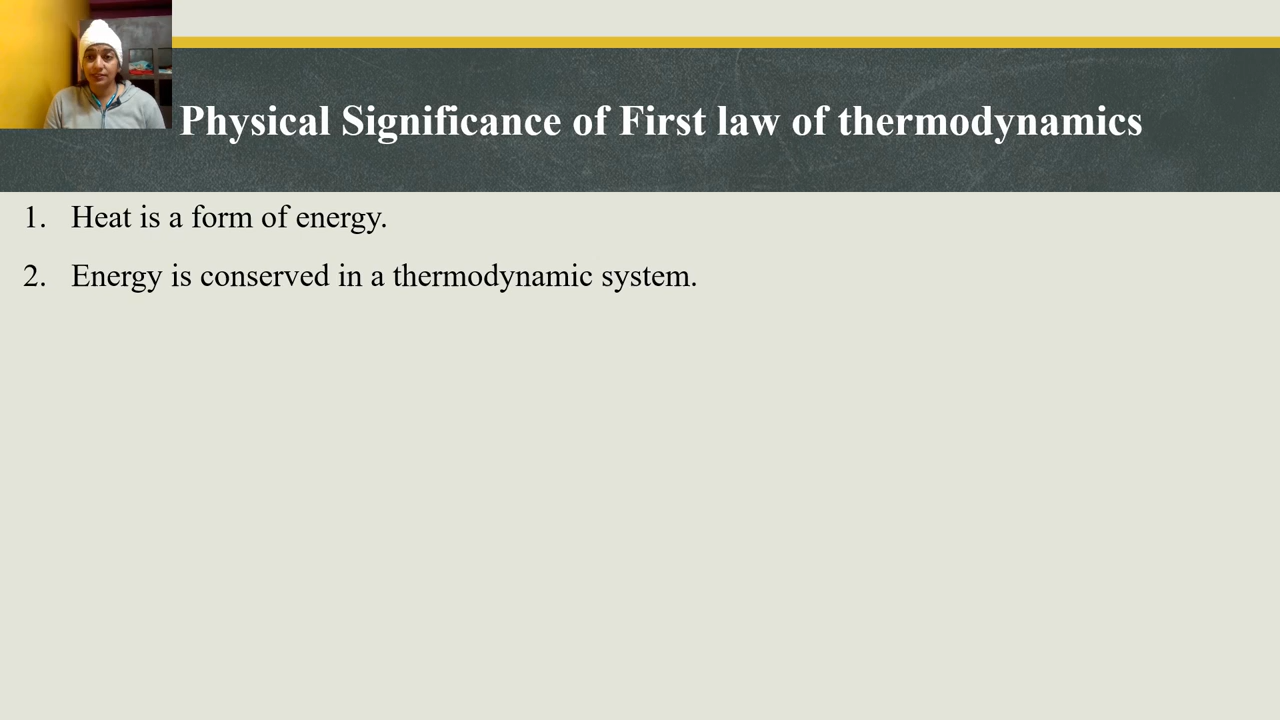 Physical Significance of First law of thermodynamics
1. Heat is a form of energy.
2. Energy is conserved in a thermodynamic system.